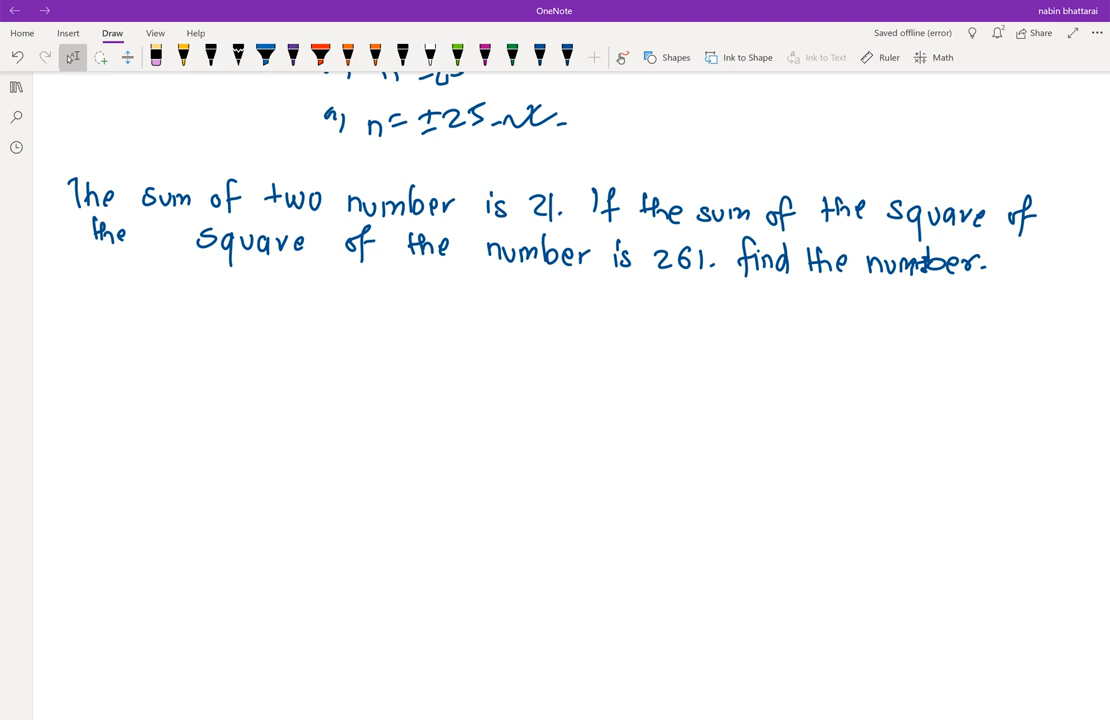 OneNote
nabin bhattarai
Home Insert Draw View Help
Saved offline (error) 2 Share
Shapes Ink to Shape Ink to Text Ruler Math
n= ±25
The sum of two number is 21. If the sum of the square of
the square of the number is 261. find the number.